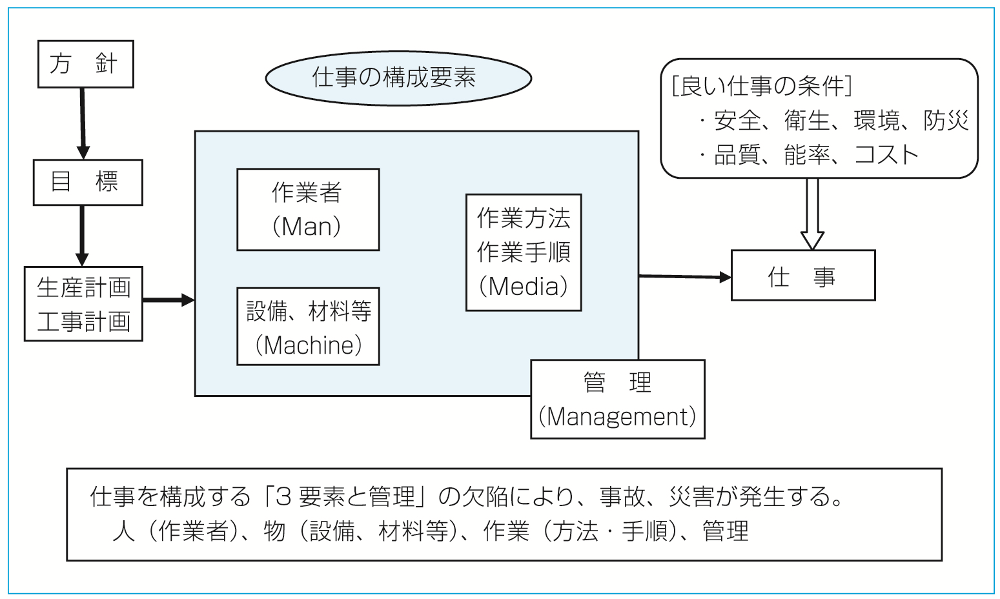 方　針
目　標
生産計画
工事計画
仕事の構成要素
作業者
（Man）
設備、材料等
（Machine）
作業方法
作業手順
（Media）
管　理
（Management）
［良い仕事の条件］
・安全、衛生、環境、防災
・品質、能率、コスト
仕　事
仕事を構成する「3 要素と管理」の欠陥により、事故、災害が発生する。
人（作業者）、物（設備、材料等）、作業（方法・手順）、管理